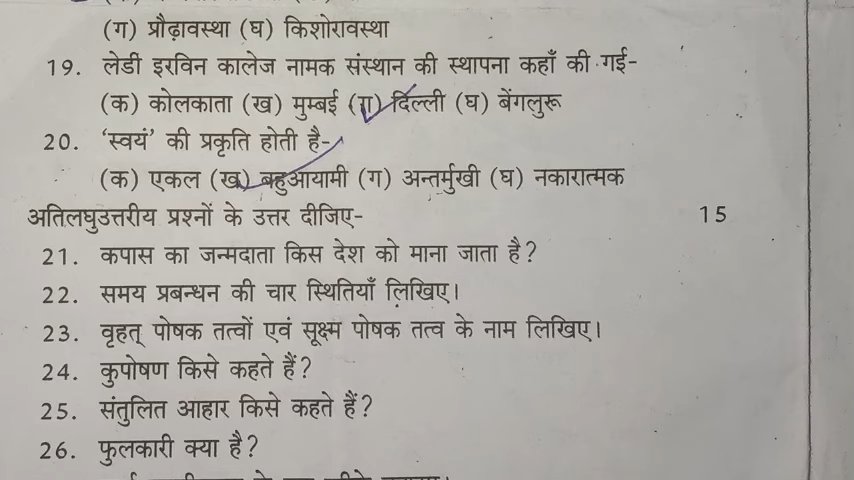 (ग) प्रौढ़ावस्था (घ) किशोरावस्था
19. लेडी इरविन कालेज नामक संस्थान की स्थापना कहाँ की गई-
(क) कोलकाता (ख) मुम्बई (ग) दिल्ली (घ) बेंगलुरू
20. ‘स्वयं’ की प्रकृति होती है-
(क) एकल (ख) बहुआयामी (ग) अन्तर्मुखी (घ) नकारात्मक
अतिलघुउत्तरीय प्रश्नों के उत्तर दीजिए- 15
21. कपास का जन्मदाता किस देश को माना जाता है?
22. समय प्रबन्धन की चार स्थितियाँ लिखिए।
23. वृहत् पोषक तत्वों एवं सूक्ष्म पोषक तत्व के नाम लिखिए।
24. कुपोषण किसे कहते हैं?
25. संतुलित आहार किसे कहते हैं?
26. फुलकारी क्या है?